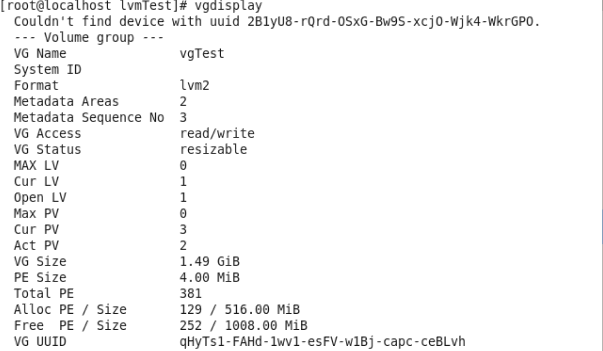 [root@localhost lvmTest]# vgdisplay
  Couldn't find device with uuid 2B1yU8-rQrd-OSxG-Bw9S-xcjO-Wjk4-WkrGPO.
  --- Volume group ---
  VG Name               vgTest
  System ID
  Format                lvm2
  Metadata Areas        2
  Metadata Sequence No  3
  VG Access             read/write
  VG Status             resizable
  MAX LV                0
  Cur LV                1
  Open LV               1
  Max PV                0
  Cur PV                3
  Act PV                2
  VG Size               1.49 GiB
  PE Size               4.00 MiB
  Total PE              381
  Alloc PE / Size       129 / 516.00 MiB
  Free  PE / Size       252 / 1008.00 MiB
  VG UUID               qHyTs1-FAHd-1wv1-esFV-w1Bj-capc-ceBLvh